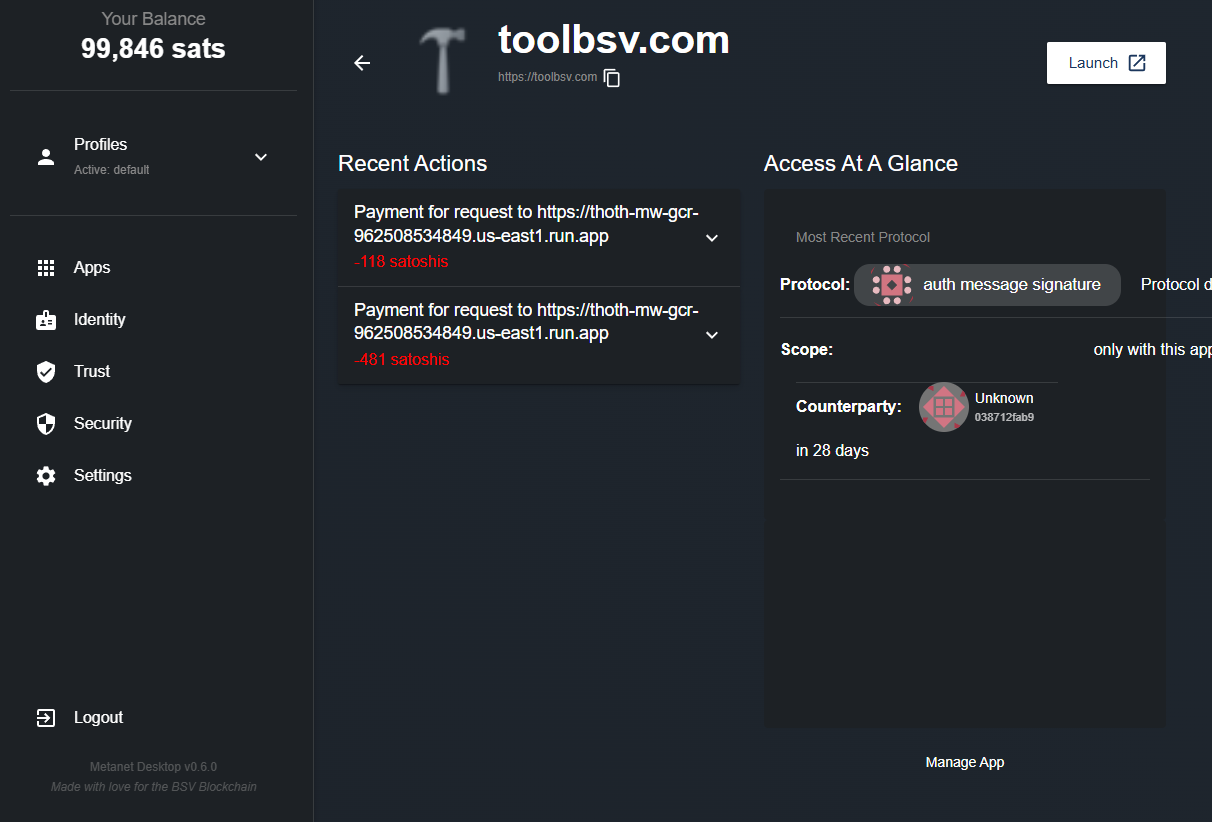 Your Balance
99,846 sats
Profiles
Active: default
Apps
Identity
Trust
Security
Settings
Logout
Metanet Desktop v0.6.0
Made with love for the BSV Blockchain
toolbsv.com
https://toolbsv.com
Launch
Recent Actions
Payment for request to https://thoth-mw-gcr-
962508534849.us-east1.run.app
-118 satoshis
Payment for request to https://thoth-mw-gcr-
962508534849.us-east1.run.app
-481 satoshis
Access At A Glance
Most Recent Protocol
Protocol: auth message signature Protocol d
Scope: only with this app
Counterparty: Unknown
038712fab9
in 28 days
Manage App